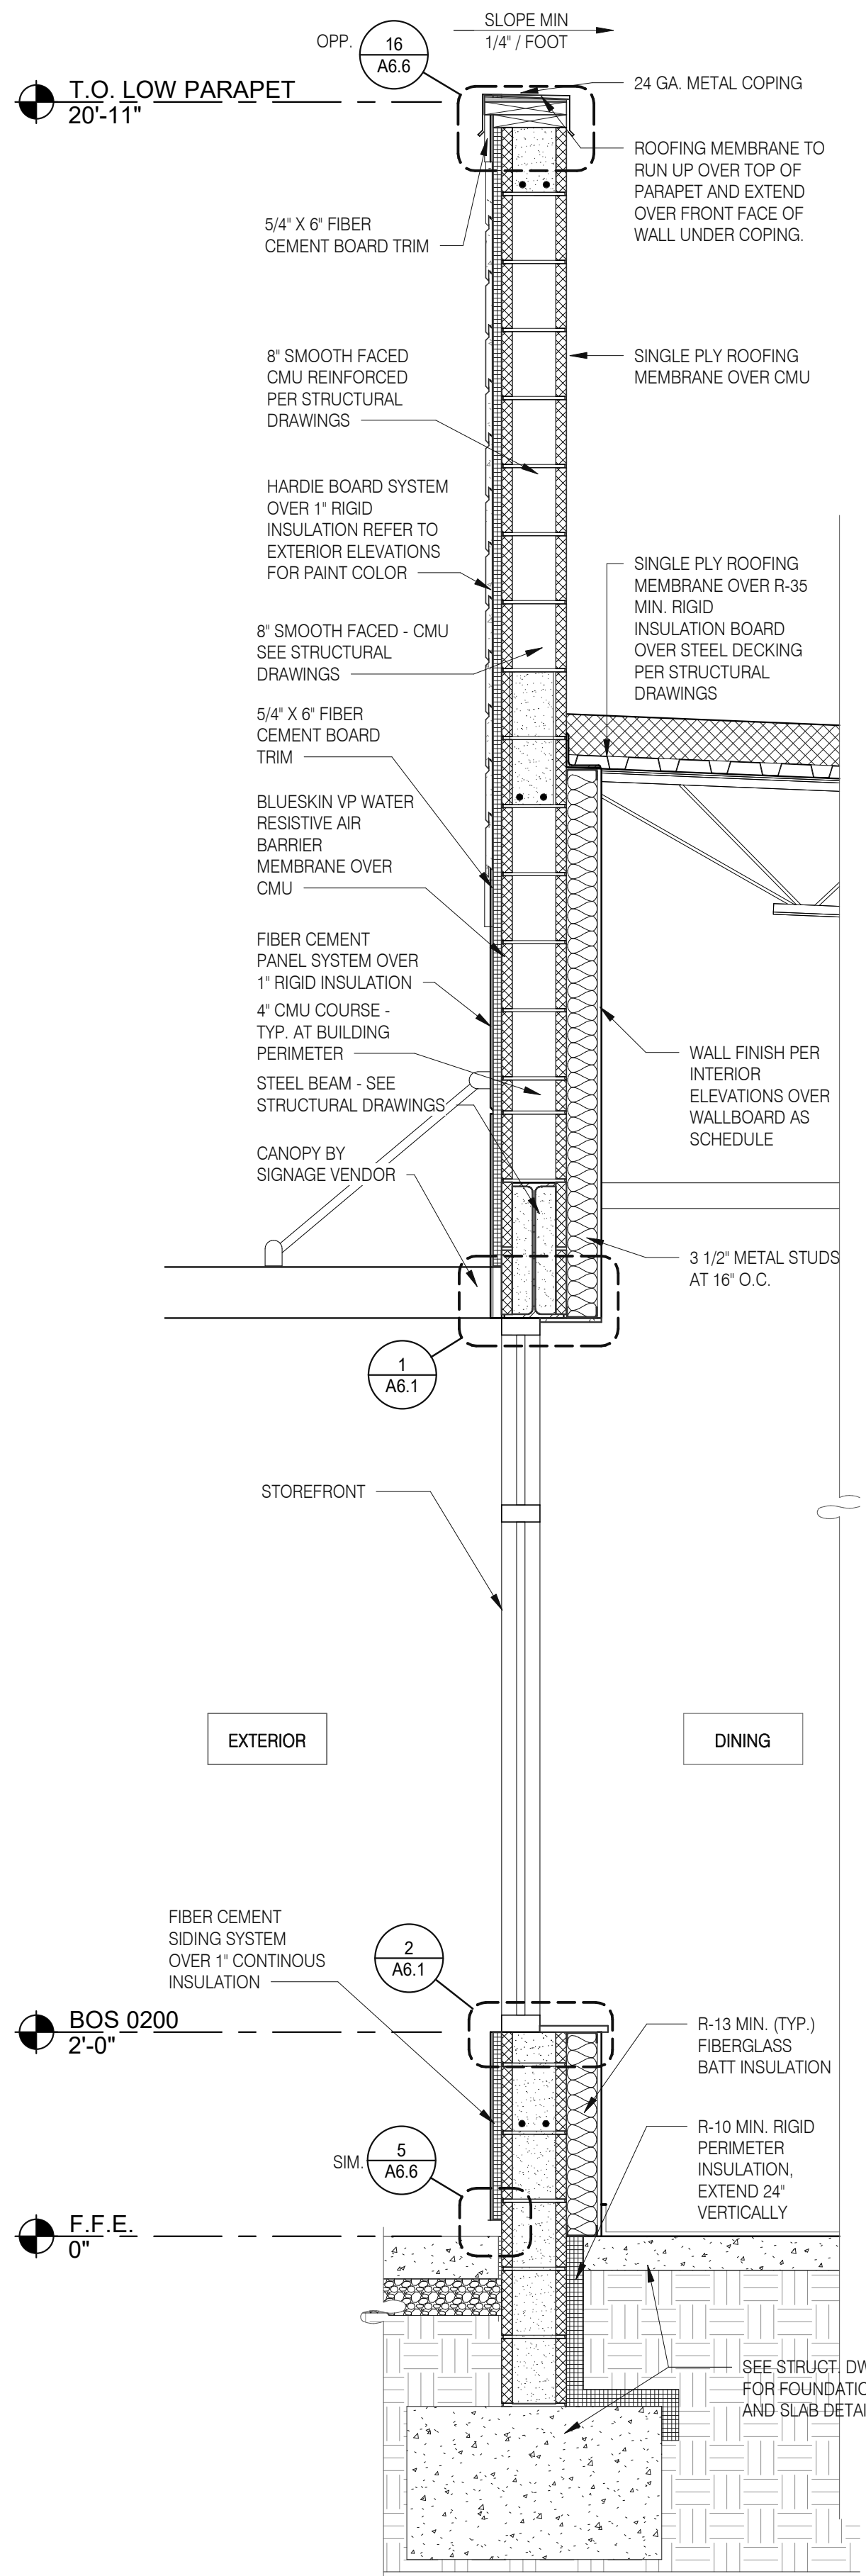 SLOPE MIN
1/4" / FOOT
OPP.
16
A6.6
T.O. LOW PARAPET
20'-11"
24 GA. METAL COPING
ROOFING MEMBRANE TO
RUN UP OVER TOP OF
PARAPET AND EXTEND
OVER FRONT FACE OF
WALL UNDER COPING.
5/4" X 6" FIBER
CEMENT BOARD TRIM
8" SMOOTH FACED
CMU REINFORCED
PER STRUCTURAL
DRAWINGS
SINGLE PLY ROOFING
MEMBRANE OVER CMU
HARDIE BOARD SYSTEM
OVER 1" RIGID
INSULATION REFER TO
EXTERIOR ELEVATIONS
FOR PAINT COLOR
SINGLE PLY ROOFING
MEMBRANE OVER R-35
MIN. RIGID
INSULATION BOARD
OVER STEEL DECKING
PER STRUCTURAL
DRAWINGS
8" SMOOTH FACED - CMU
SEE STRUCTURAL
DRAWINGS
5/4" X 6" FIBER
CEMENT BOARD
TRIM
BLUESKIN VP WATER
RESISTIVE AIR
BARRIER
MEMBRANE OVER
CMU
FIBER CEMENT
PANEL SYSTEM OVER
1" RIGID INSULATION
4" CMU COURSE -
TYP. AT BUILDING
PERIMETER
WALL FINISH PER
INTERIOR
ELEVATIONS OVER
WALLBOARD AS
SCHEDULE
STEEL BEAM - SEE
STRUCTURAL DRAWINGS
CANOPY BY
SIGNAGE VENDOR
3 1/2" METAL STUDS
AT 16" O.C.
1
A6.1
STOREFRONT
EXTERIOR
DINING
FIBER CEMENT
SIDING SYSTEM
OVER 1" CONTINOUS
INSULATION
2
A6.1
BOS 0200
2'-0"
R-13 MIN. (TYP.)
FIBERGLASS
BATT INSULATION
R-10 MIN. RIGID
PERIMETER
INSULATION,
EXTEND 24"
VERTICALLY
SIM.
5
A6.6
F.F.E.
0"
SEE STRUCT.
FOR
AND SLAB